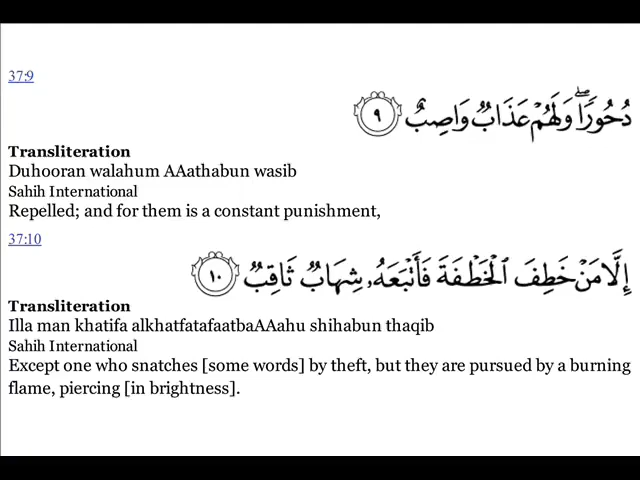 37:9
دُحُورًا ۖ وَلَهُمْ عَذَابٌ وَاصِبٌ ٩
Transliteration
Duhooran walahum AAathabun wasib
Sahih International
Repelled; and for them is a constant punishment,
37:10
إِلَّا مَنْ خَطِفَ ٱلْخَطْفَةَ فَأَتْبَعَهُۥ شِهَابٌ ثَاقِبٌ ١٠
Transliteration
Illa man khatifa alkhatfatafaatbaAAahu shihabun thaqib
Sahih International
Except one who snatches [some words] by theft, but they are pursued by a burning
flame, piercing [in brightness].